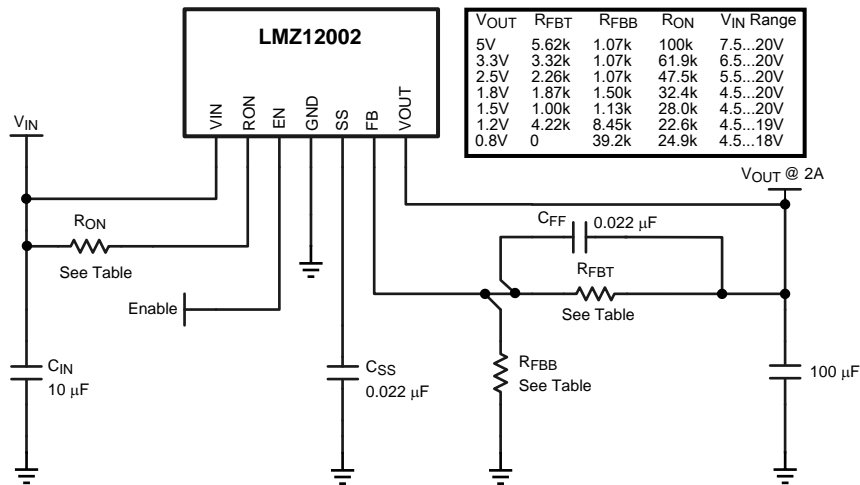 LMZ12002
VIN RON EN GND SS FB VOUT
VOUT RFBT RFBB RON VIN Range
5V 5.62k 1.07k 100k 7.5...20V
3.3V 3.32k 1.07k 61.9k 6.5...20V
2.5V 2.26k 1.07k 47.5k 5.5...20V
1.8V 1.87k 1.50k 32.4k 4.5...20V
1.5V 1.00k 1.13k 28.0k 4.5...20V
1.2V 4.22k 8.45k 22.6k 4.5...19V
0.8V 0 39.2k 24.9k 4.5...18V
VIN
VOUT @ 2A
RON
See Table
Enable
CFF 0.022 μF
RFBT
See Table
CIN
10 μF
CSS
0.022 μF
RFBB
See Table
100 μF